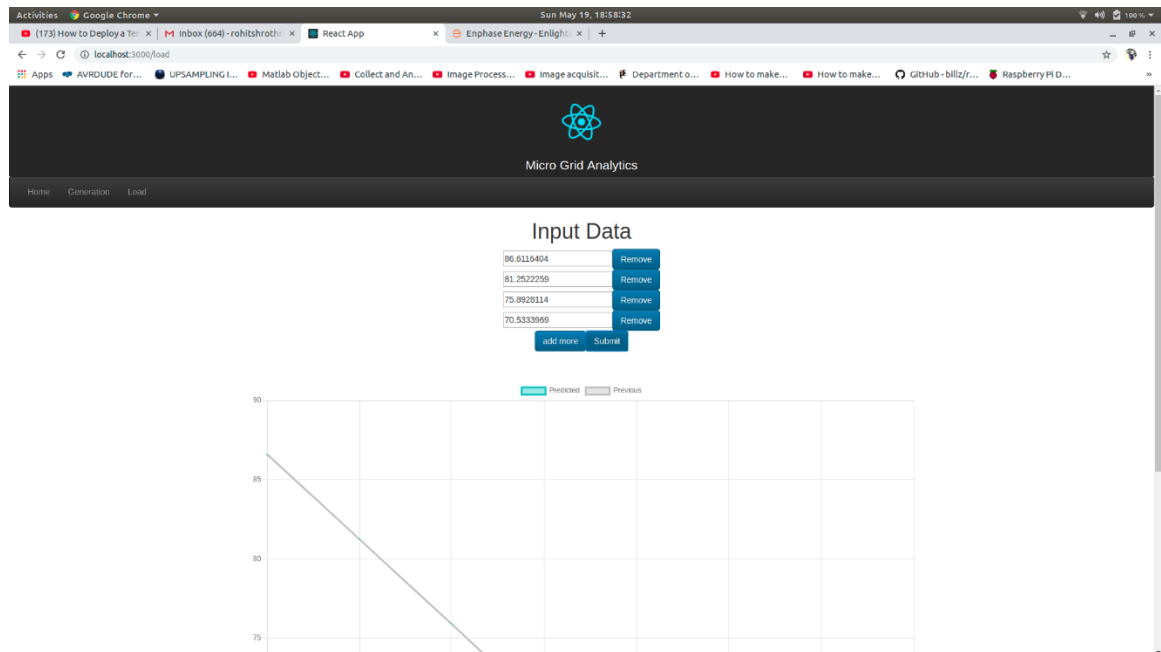 Activities Google Chrome Sun May 19, 18:58:32 100 %
(173) How to Deploy a Ten Inbox (664) - rohitshroth React App Enphase Energy - Enlight
localhost:3000/load
Apps AVRDUDE for... UPSAMPLING I... Matlab Object... Collect and An... Image Process... Image acquisit... Department o... How to make... How to make... GitHub - biliz/r... Raspberry Pi D... »
Micro Grid Analytics
Home Generation Load
Input Data
86.6116404 Remove
81.2522259 Remove
75.8928114 Remove
70.5333969 Remove
add more Submit
Predicted Previous
90
85
80
75